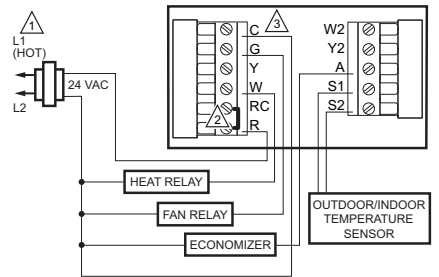 1
L1
(HOT)
24 VAC
L2
3
C
G
Y
W
RC
R
2
W2
Y2
A
S1
S2
HEAT RELAY
FAN RELAY
ECONOMIZER
OUTDOOR/INDOOR
TEMPERATURE
SENSOR